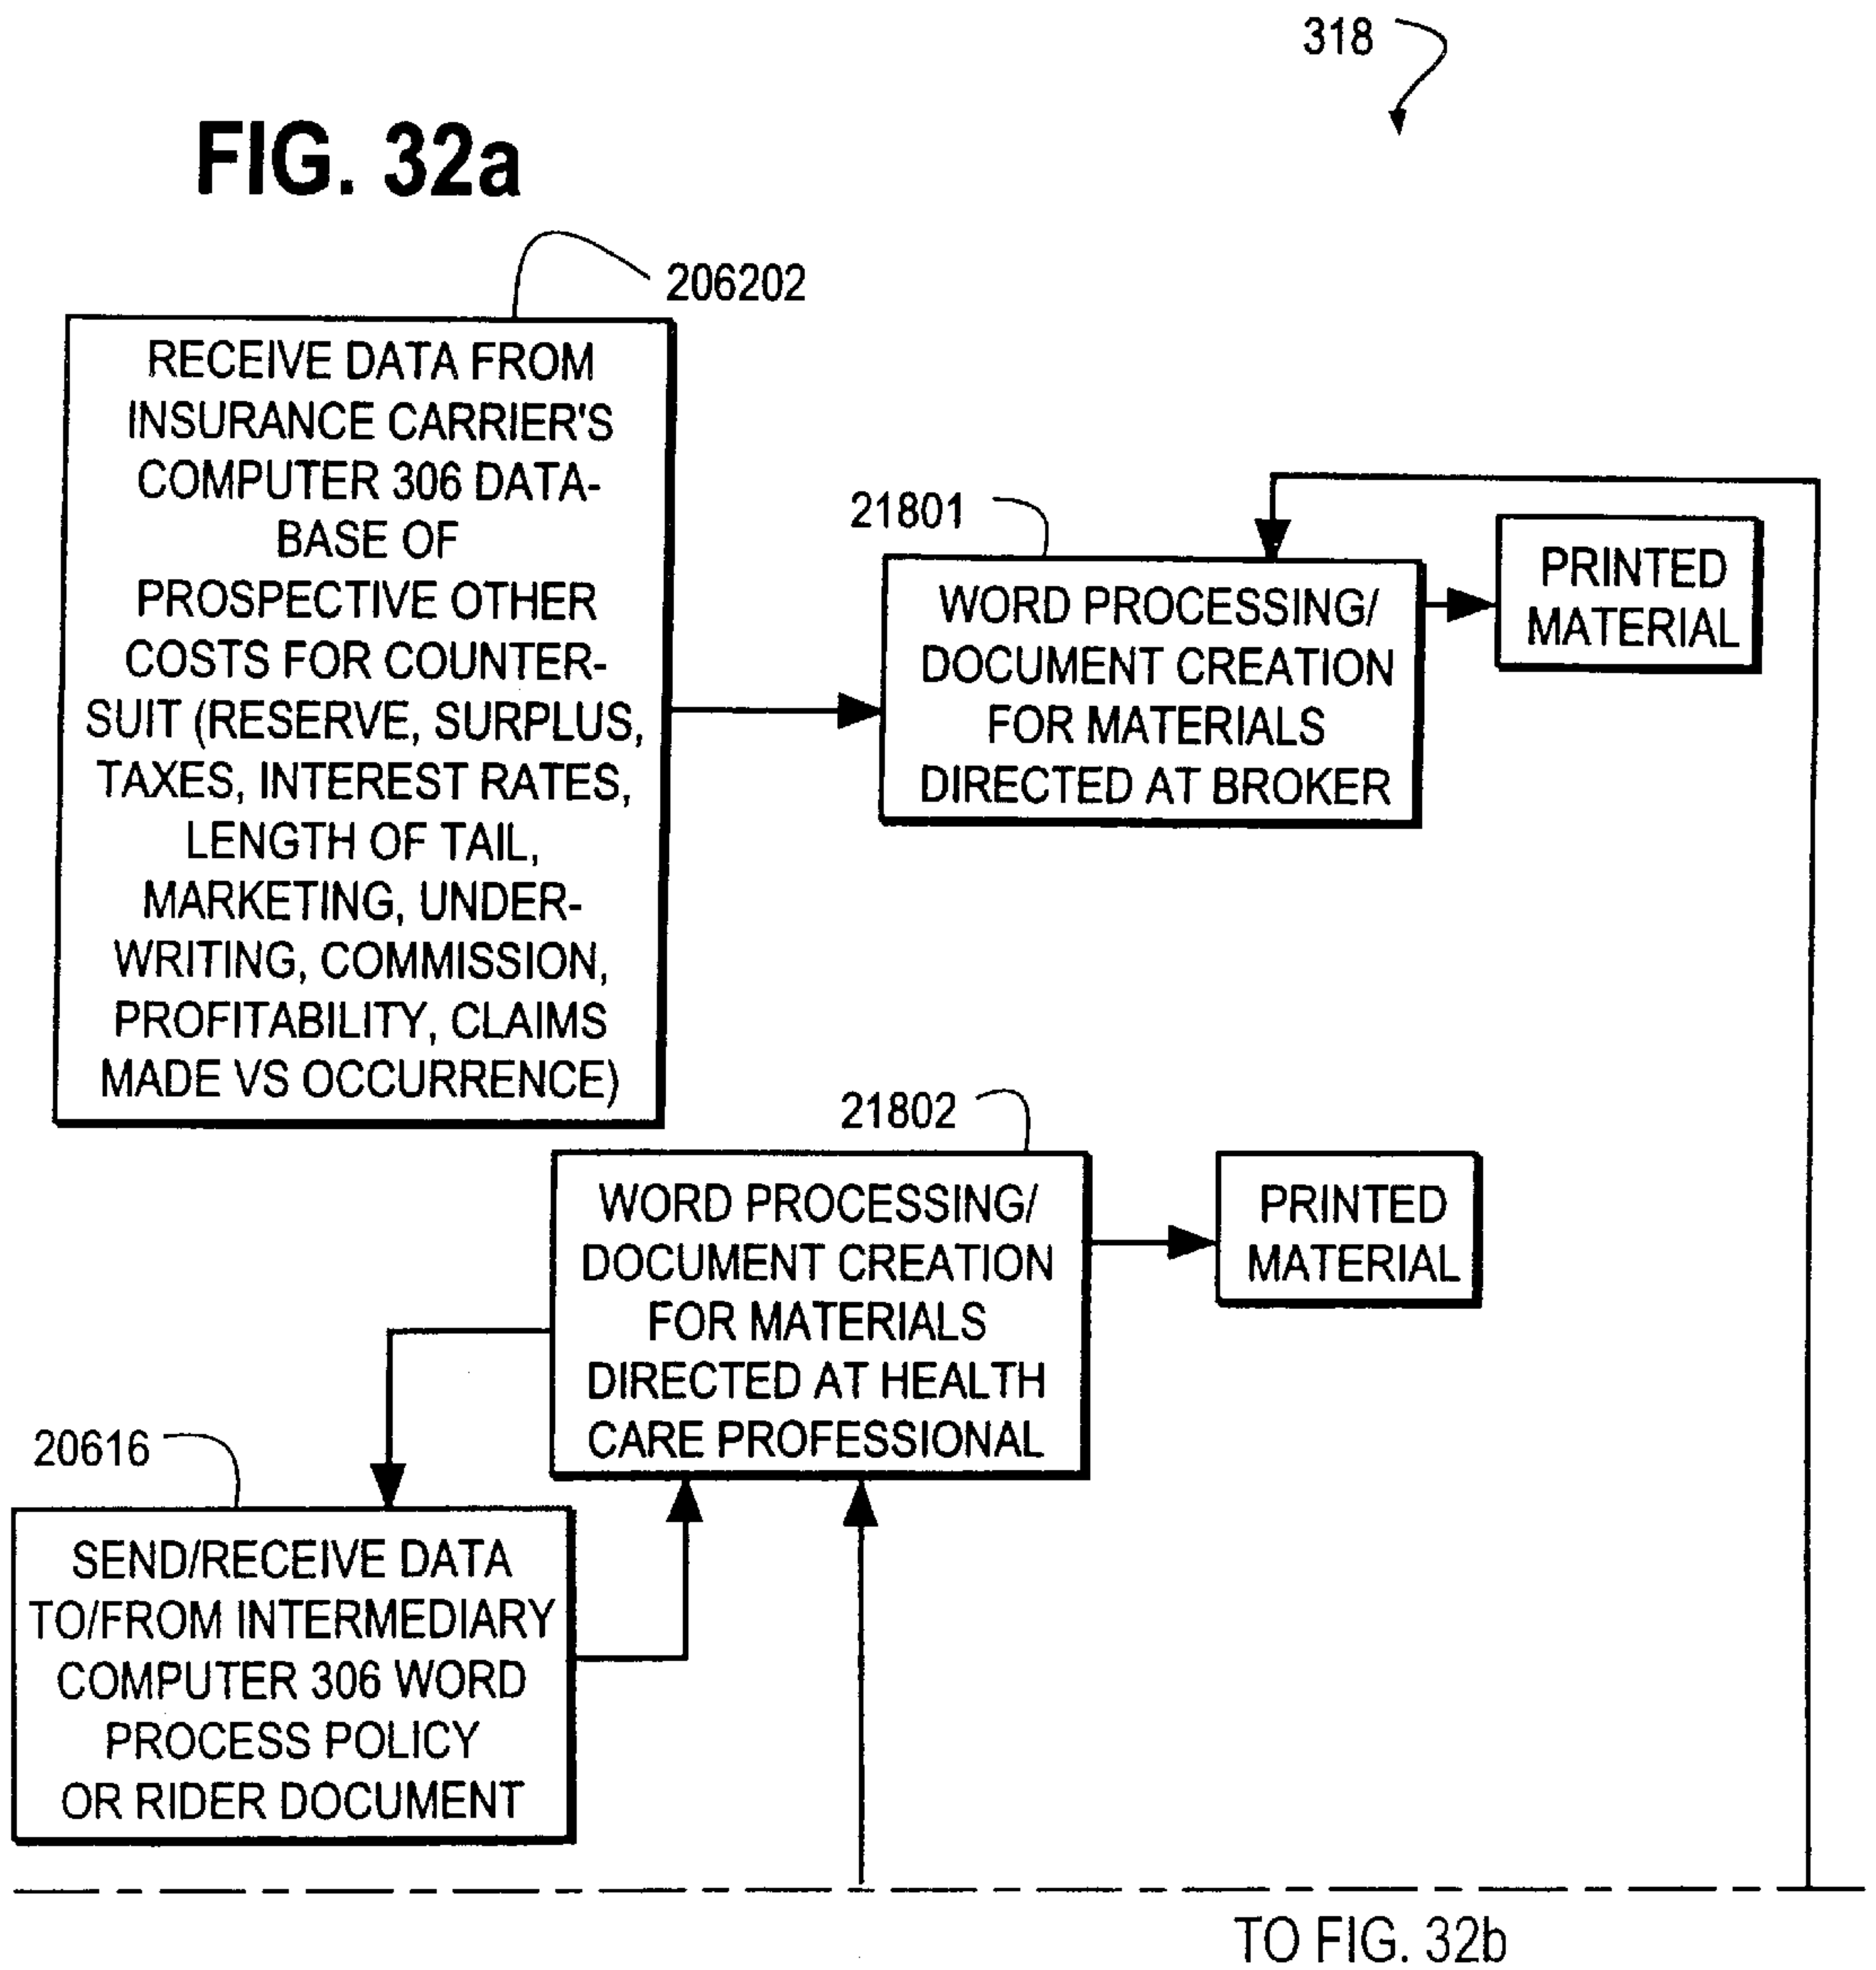 318
FIG. 32a
206202
RECEIVE DATA FROM
INSURANCE CARRIER'S
COMPUTER 306 DATA-
BASE OF
PROSPECTIVE OTHER
COSTS FOR COUNTER-
SUIT (RESERVE, SURPLUS,
TAXES, INTEREST RATES,
LENGTH OF TAIL,
MARKETING, UNDER-
WRITING, COMMISSION,
PROFITABILITY, CLAIMS
MADE VS OCCURRENCE)
21801
WORD PROCESSING/
DOCUMENT CREATION
FOR MATERIALS
DIRECTED AT BROKER
PRINTED
MATERIAL
21802
WORD PROCESSING/
DOCUMENT CREATION
FOR MATERIALS
DIRECTED AT HEALTH
CARE PROFESSIONAL
PRINTED
MATERIAL
20616
SEND/RECEIVE DATA
TO/FROM INTERMEDIARY
COMPUTER 306 WORD
PROCESS POLICY
OR RIDER DOCUMENT
TO FIG. 32b